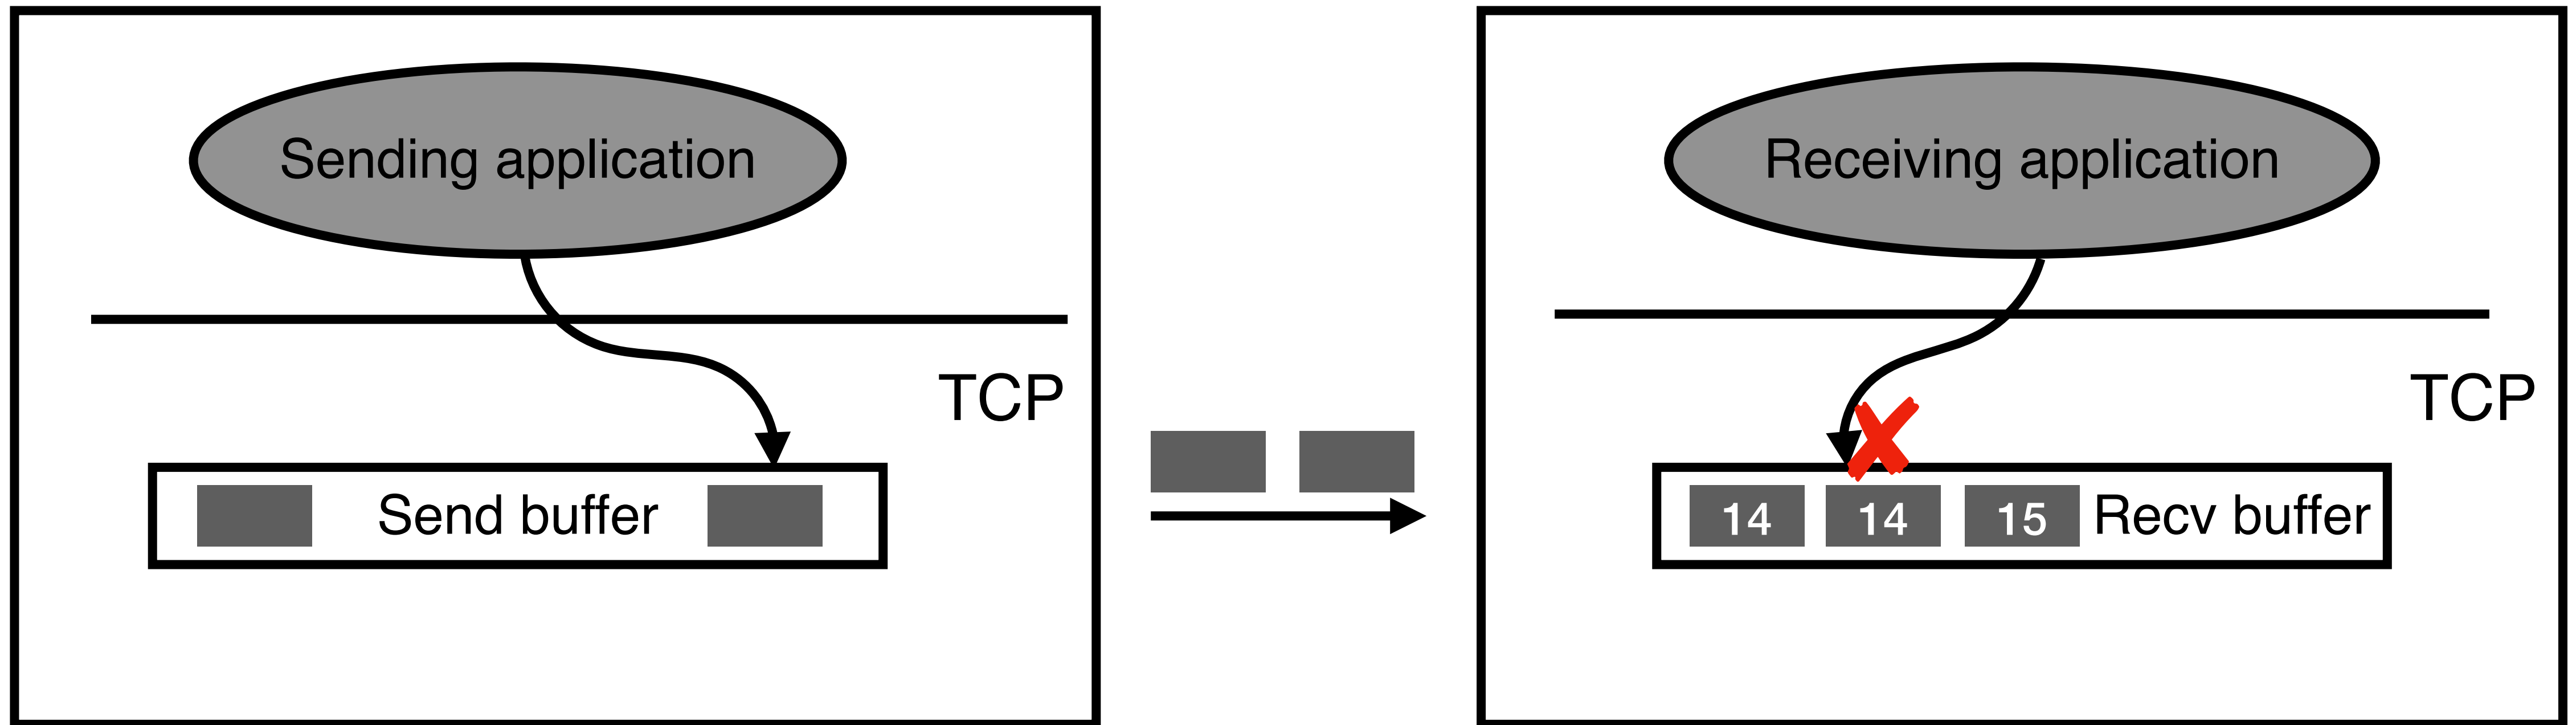 Sending application
TCP
Send buffer
Receiving application
TCP
14 14 15 Recv buffer